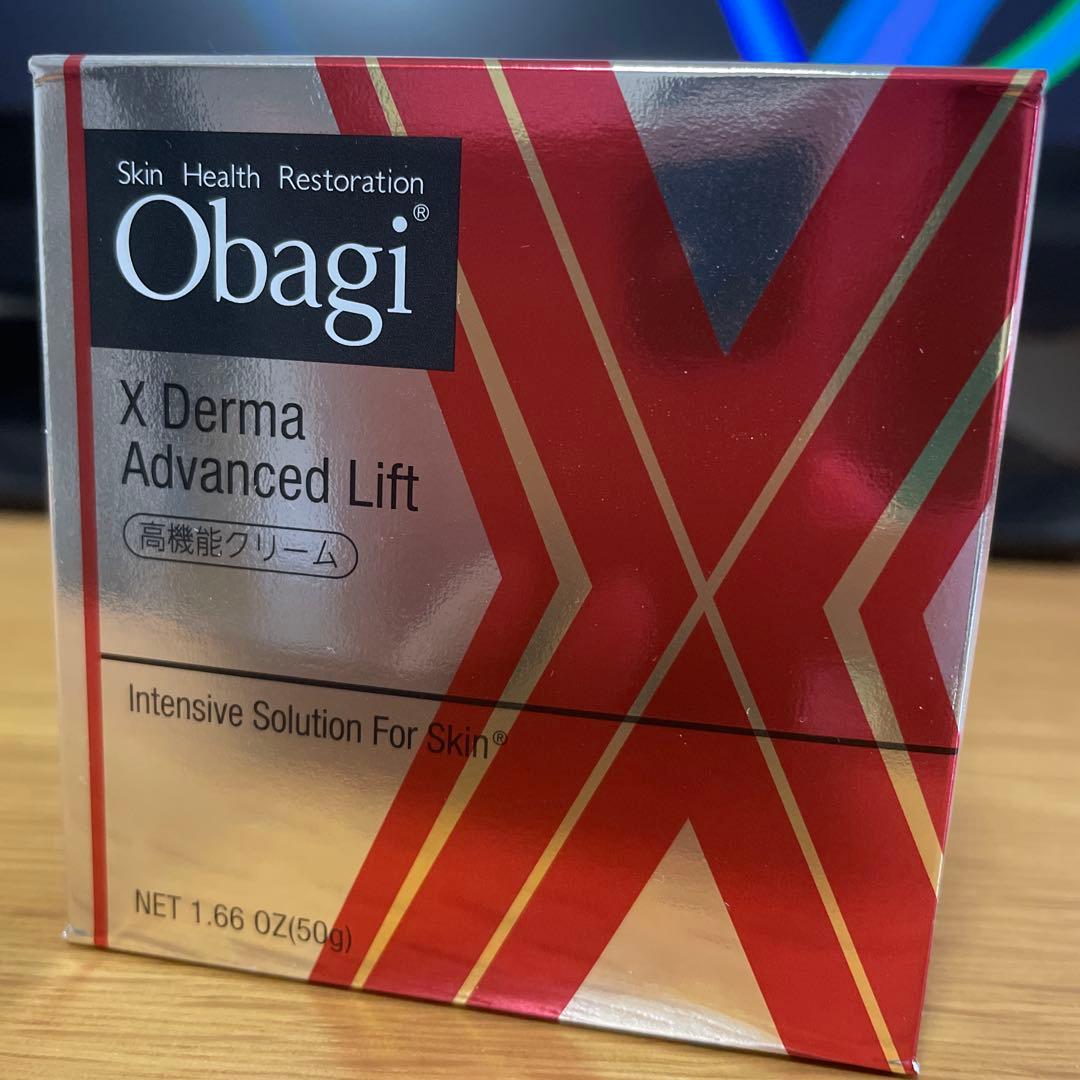 Skin Health Restoration
Obagi®
X Derma
Advanced Lift
高機能クリーム
Intensive Solution For Skin®
NET 1.66 OZ(50g)